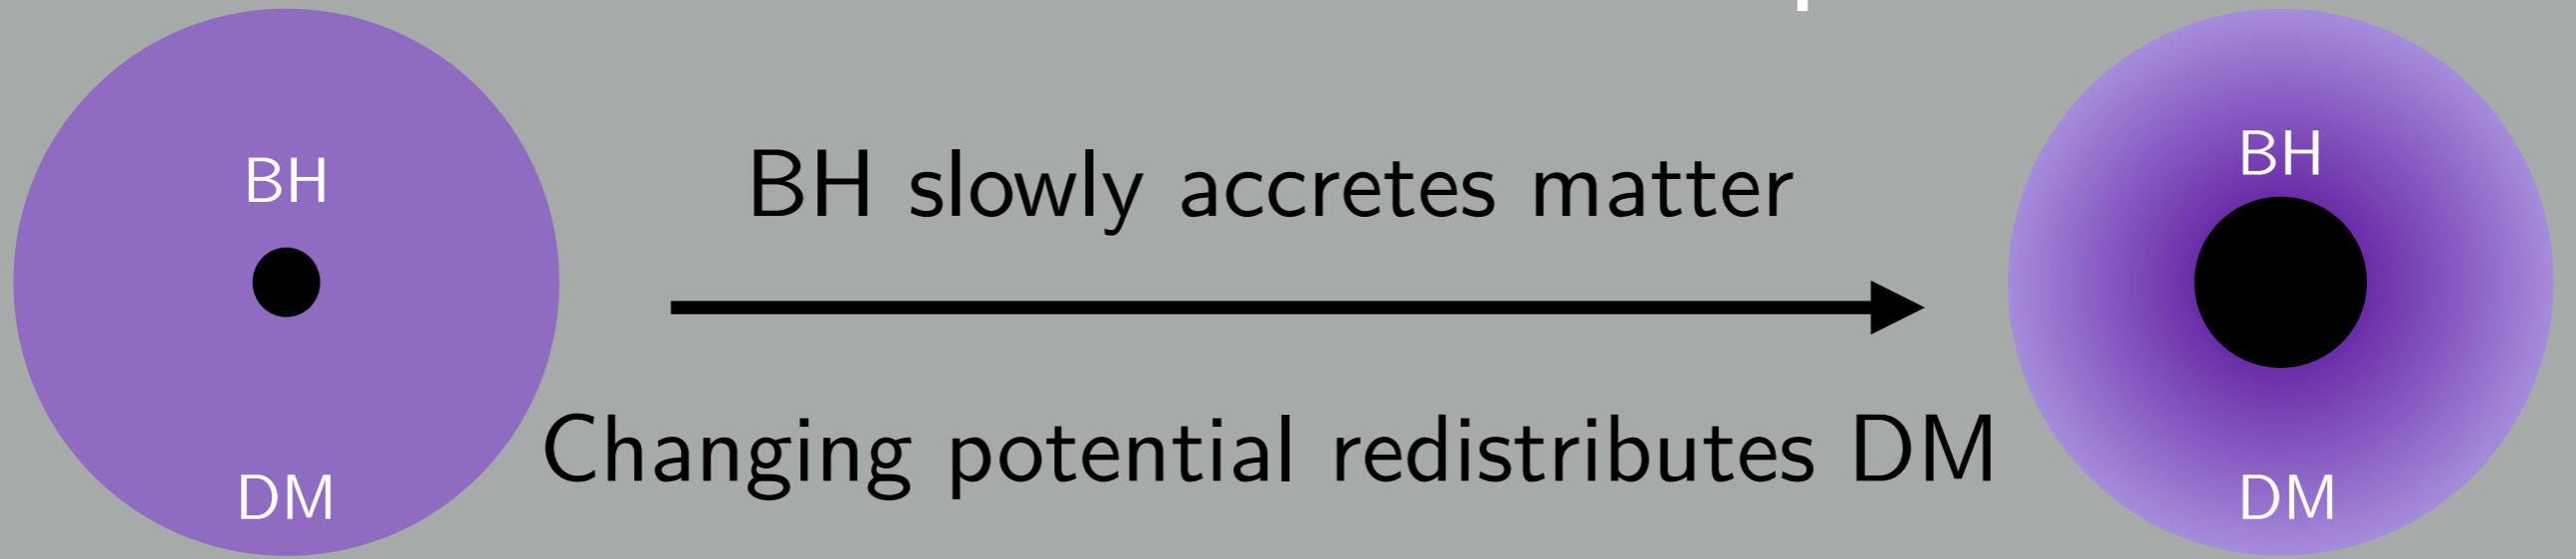 BH
DM
BH slowly accretes matter
Changing potential redistributes DM
BH
DM